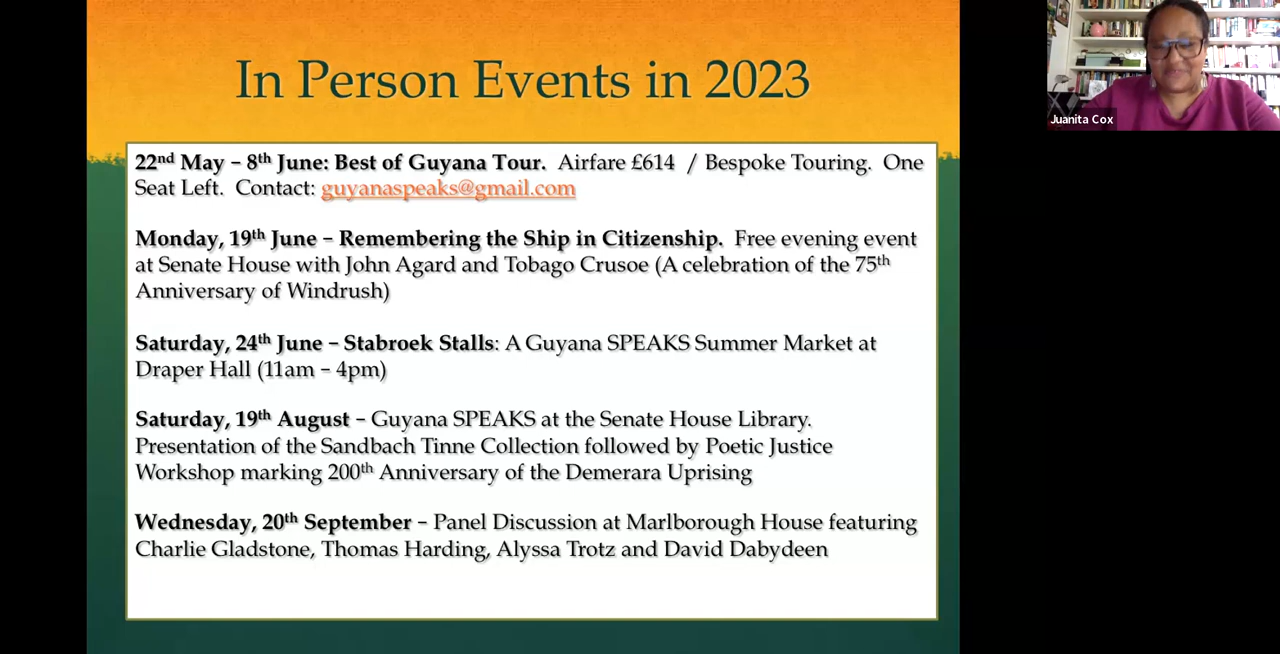 In Person Events in 2023
22nd May – 8th June: Best of Guyana Tour. Airfare £614 / Bespoke Touring. One
Seat Left. Contact: guyanaspeaks@gmail.com
Monday, 19th June – Remembering the Ship in Citizenship. Free evening event
at Senate House with John Agard and Tobago Crusoe (A celebration of the 75th
Anniversary of Windrush)
Saturday, 24th June – Stabroek Stalls: A Guyana SPEAKS Summer Market at
Draper Hall (11am – 4pm)
Saturday, 19th August – Guyana SPEAKS at the Senate House Library.
Presentation of the Sandbach Tinne Collection followed by Poetic Justice
Workshop marking 200th Anniversary of the Demerara Uprising
Wednesday, 20th September – Panel Discussion at Marlborough House featuring
Charlie Gladstone, Thomas Harding, Alyssa Trotz and David Dabydeen
Juanita Cox